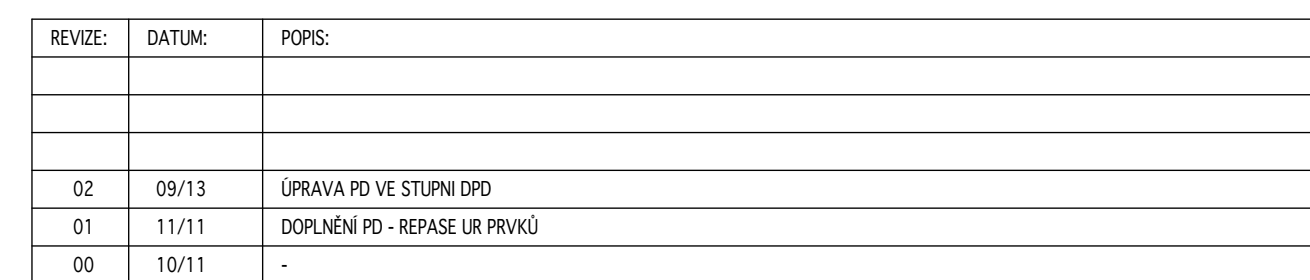 REVIZE: DATUM: POPIS:
02 09/13 ÚPRAVA PD VE STUPNI DPD
01 11/11 DOPLNĚNÍ PD - REPASE UR PRVKŮ
00 10/11 -